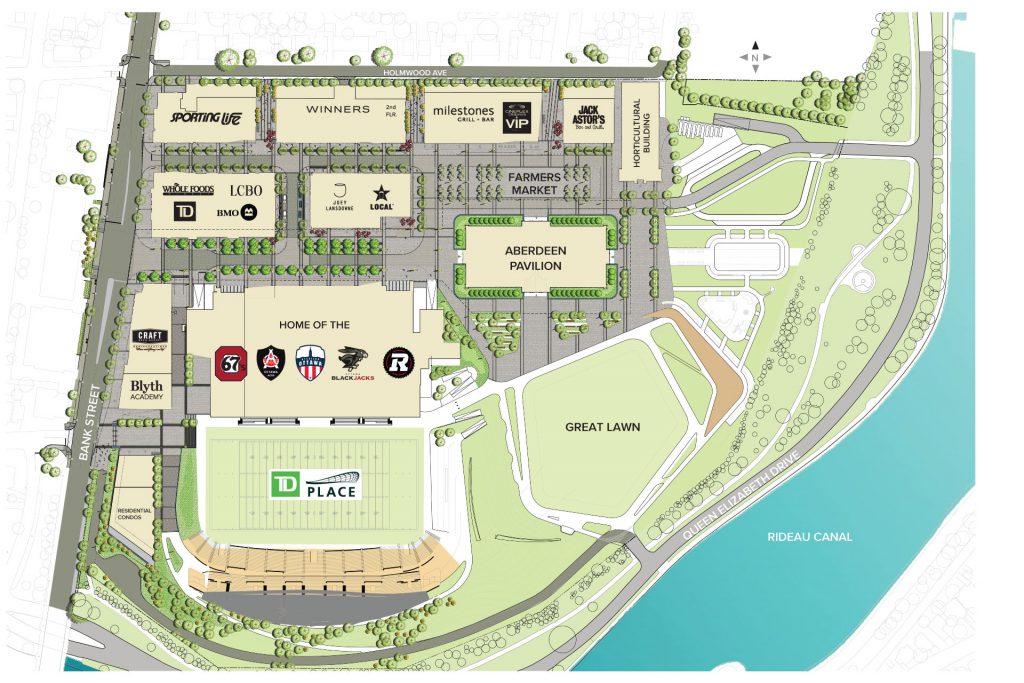 HOLMWOOD AVE
N
SPORTING LIFE
WINNERS
2nd
FLR.
milestones
GRILL + BAR
CINEPLEX
VIP
JACK
ASTOR'S
Bar and Grill
HORTICULTURAL
BUILDING
FARMERS
MARKET
WHOLE FOODS
LCBO
TD
BMO
JOEY
LANSDOWNE
LOCAL
ABERDEEN
PAVILION
HOME OF THE
67's
OTTAWA
BLACKJACKS
R
CRAFT
Blyth
ACADEMY
BANK STREET
GREAT LAWN
TD
PLACE
RESIDENTIAL
CONDOS
QUEEN ELIZABETH DRIVE
RIDEAU CANAL